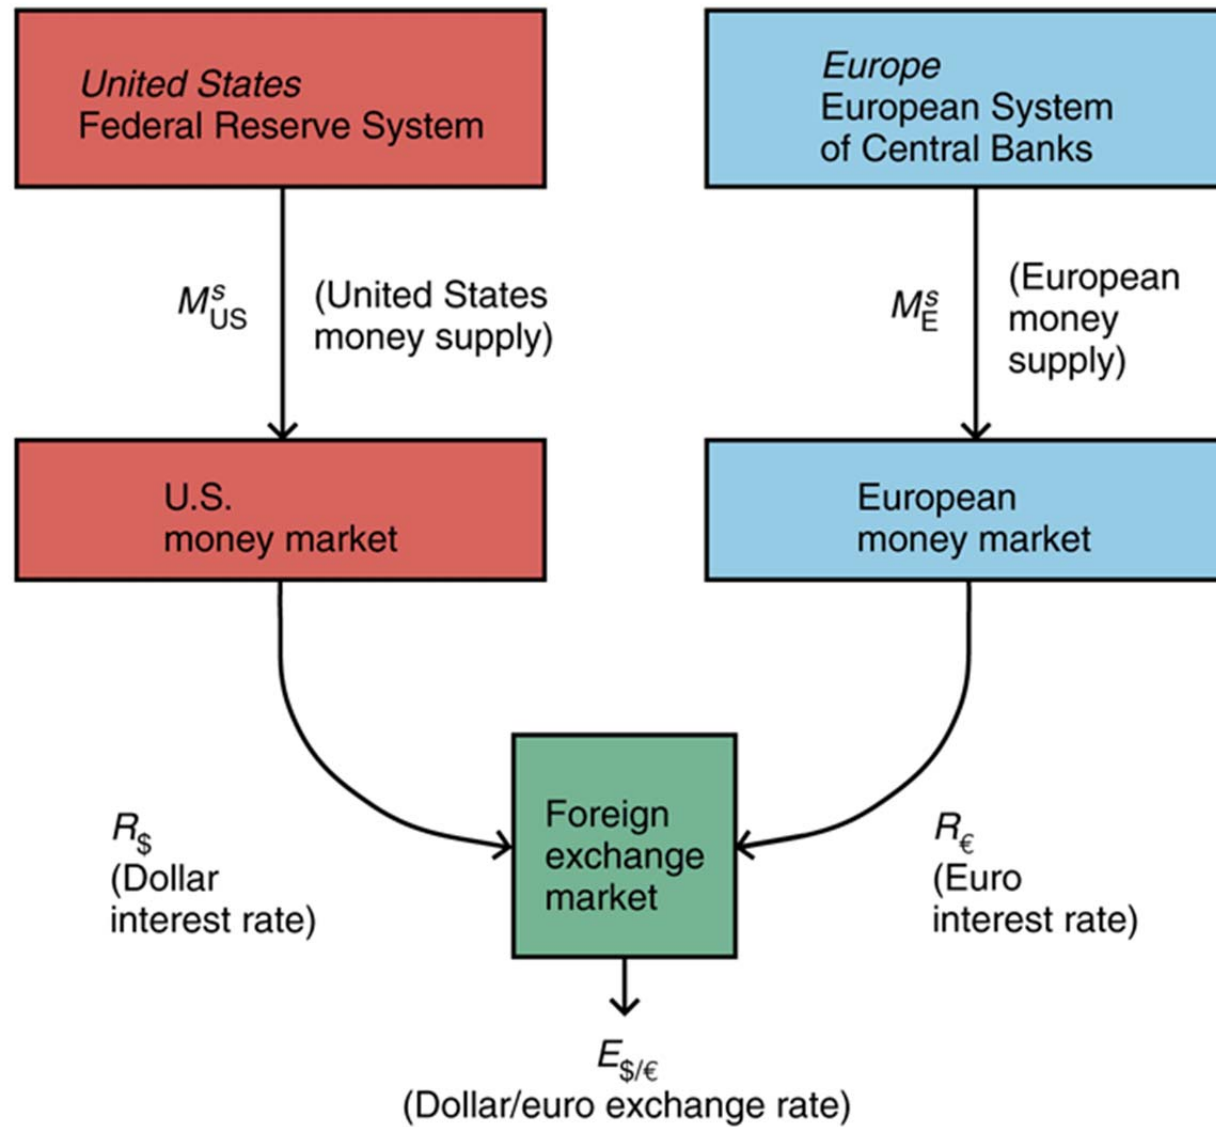 United States
Federal Reserve System
Europe
European System
of Central Banks
M^s_US
(United States
money supply)
M^s_E
(European
money
supply)
U.S.
money market
European
money market
R_$
(Dollar
interest rate)
Foreign
exchange
market
R_€
(Euro
interest rate)
E_$/€
(Dollar/euro exchange rate)